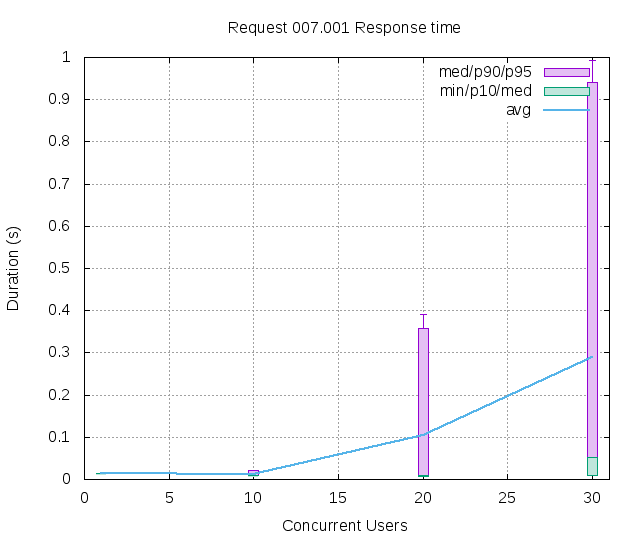 Request 007.001 Response time
med/p90/p95
min/p10/med
avg
1
0.9
0.8
0.7
0.6
0.5
0.4
0.3
0.2
0.1
0
Duration (s)
0 5 10 15 20 25 30
Concurrent Users